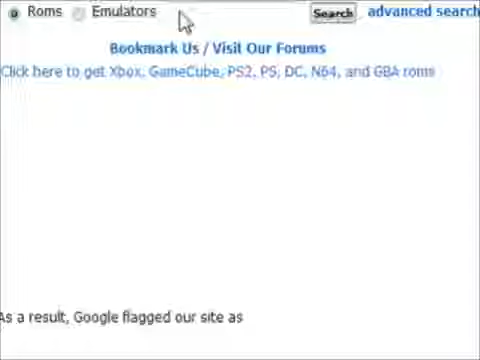 Roms Emulators Search advanced search
Bookmark Us / Visit Our Forums
Click here to get Xbox, GameCube, PS2, PS, DC, N64, and GBA roms
As a result, Google flagged our site as